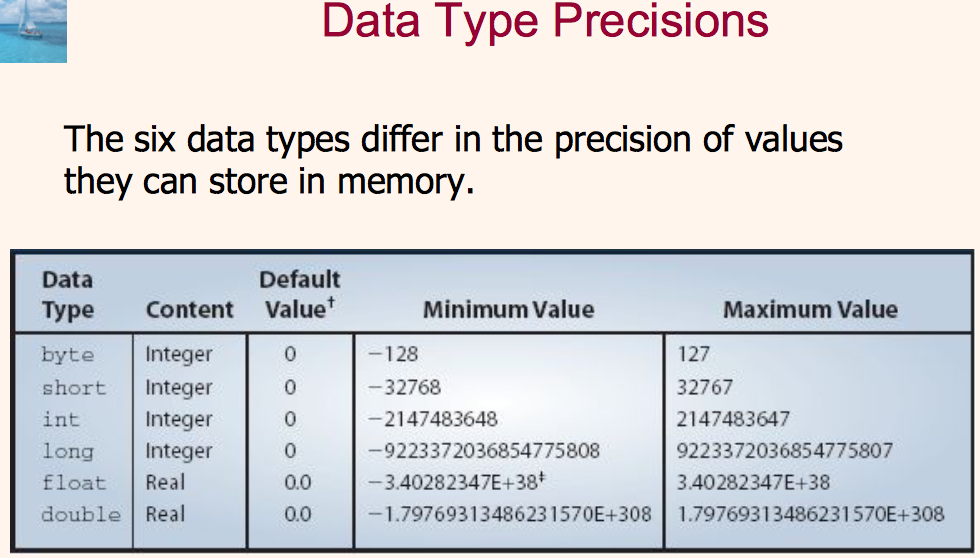 Data Type Precisions
The six data types differ in the precision of values
they can store in memory.
Data Type Content Default Value† Minimum Value Maximum Value
byte Integer 0 −128 127
short Integer 0 −32768 32767
int Integer 0 −2147483648 2147483647
long Integer 0 −9223372036854775808 9223372036854775807
float Real 0.0 −3.40282347E+38‡ 3.40282347E+38
double Real 0.0 −1.79769313486231570E+308 1.79769313486231570E+308